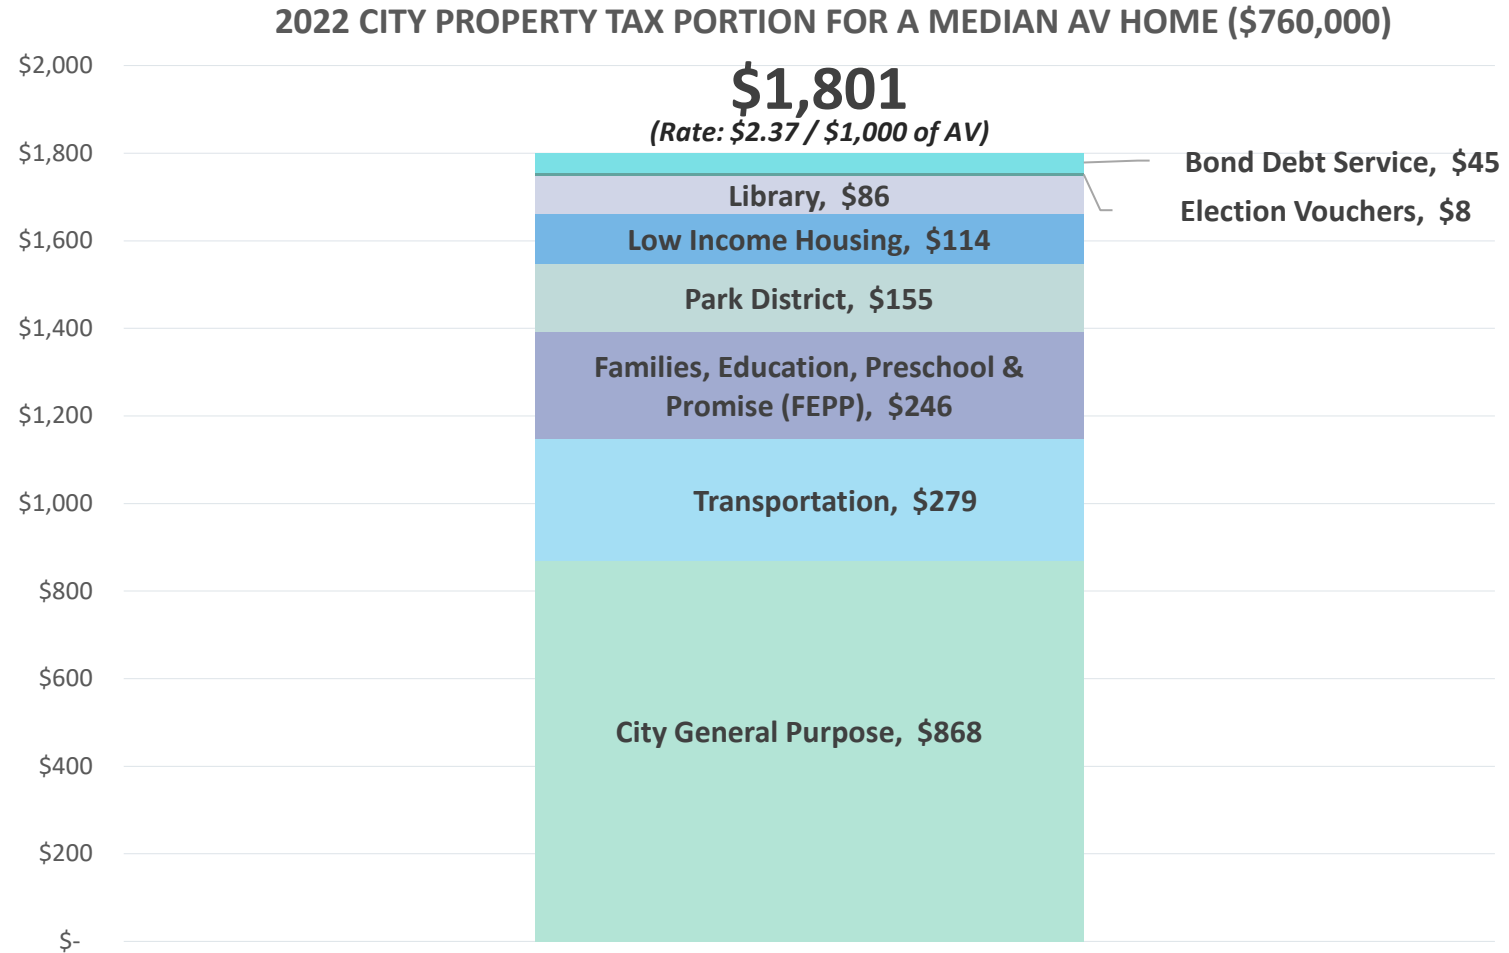 2022 CITY PROPERTY TAX PORTION FOR A MEDIAN AV HOME ($760,000)
$2,000
$1,801
(Rate: $2.37 / $1,000 of AV)
$1,800
Bond Debt Service, $45
Library, $86
Election Vouchers, $8
$1,600
Low Income Housing, $114
Park District, $155
$1,400
Families, Education, Preschool &
Promise (FEPP), $246
$1,200
Transportation, $279
$1,000
$800
$600
City General Purpose, $868
$400
$200
$-